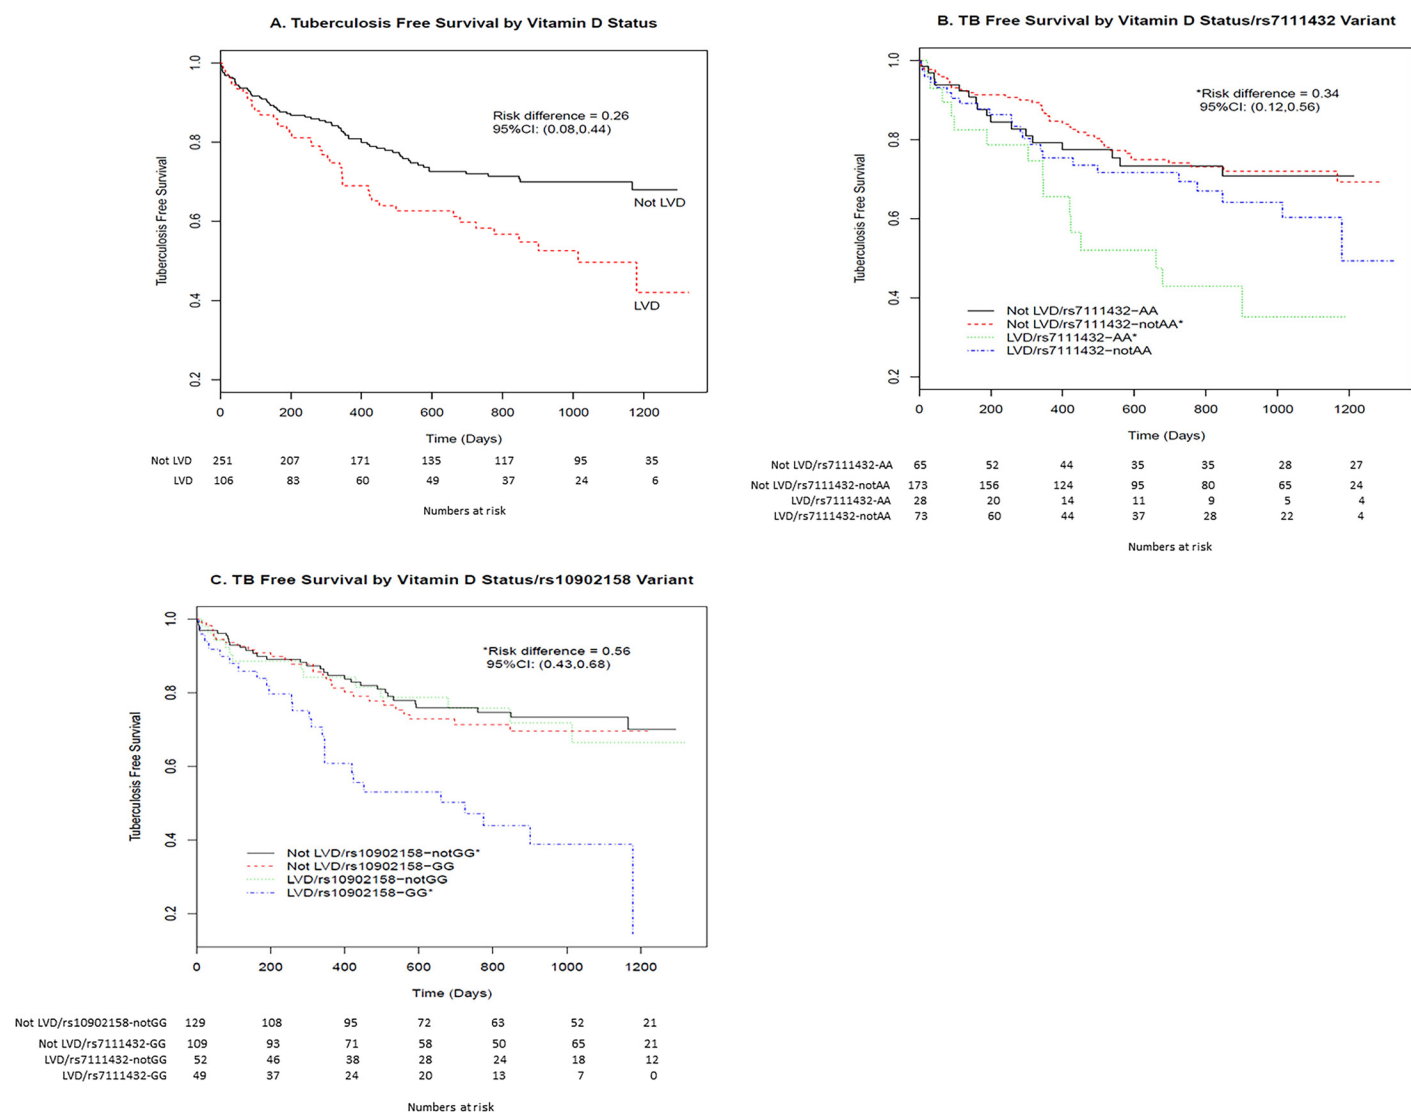 A. Tuberculosis Free Survival by Vitamin D Status
Tuberculosis Free Survival
1.0
0.8
0.6
0.4
0.2
Risk difference = 0.26
95%CI: (0.08,0.44)
Not LVD
LVD
0 200 400 600 800 1000 1200
Time (Days)
Not LVD 251 207 171 135 117 95 35
LVD 106 83 60 49 37 24 6
Numbers at risk
B. TB Free Survival by Vitamin D Status/rs7111432 Variant
Tuberculosis Free Survival
1.0
0.8
0.6
0.4
0.2
*Risk difference = 0.34
95%CI: (0.12,0.56)
Not LVD/rs7111432−AA
Not LVD/rs7111432−notAA*
LVD/rs7111432−AA*
LVD/rs7111432−notAA
0 200 400 600 800 1000 1200
Time (Days)
Not LVD/rs7111432-AA 65 52 44 35 35 28 27
Not LVD/rs7111432-notAA 173 156 124 95 80 65 24
LVD/rs7111432-AA 28 20 14 11 9 5 4
LVD/rs7111432-notAA 73 60 44 37 28 22 4
Numbers at risk
C. TB Free Survival by Vitamin D Status/rs10902158 Variant
Tuberculosis Free Survival
1.0
0.8
0.6
0.4
0.2
*Risk difference = 0.56
95%CI: (0.43,0.68)
Not LVD/rs10902158−notGG*
Not LVD/rs10902158−GG
LVD/rs10902158−notGG
LVD/rs10902158−GG*
0 200 400 600 800 1000 1200
Time (Days)
Not LVD/rs10902158-notGG 129 108 95 72 63 52 21
Not LVD/rs7111432-GG 109 93 71 58 50 65 21
LVD/rs7111432-notGG 52 46 38 28 24 18 12
LVD/rs7111432-GG 49 37 24 20 13 7 0
Numbers at risk